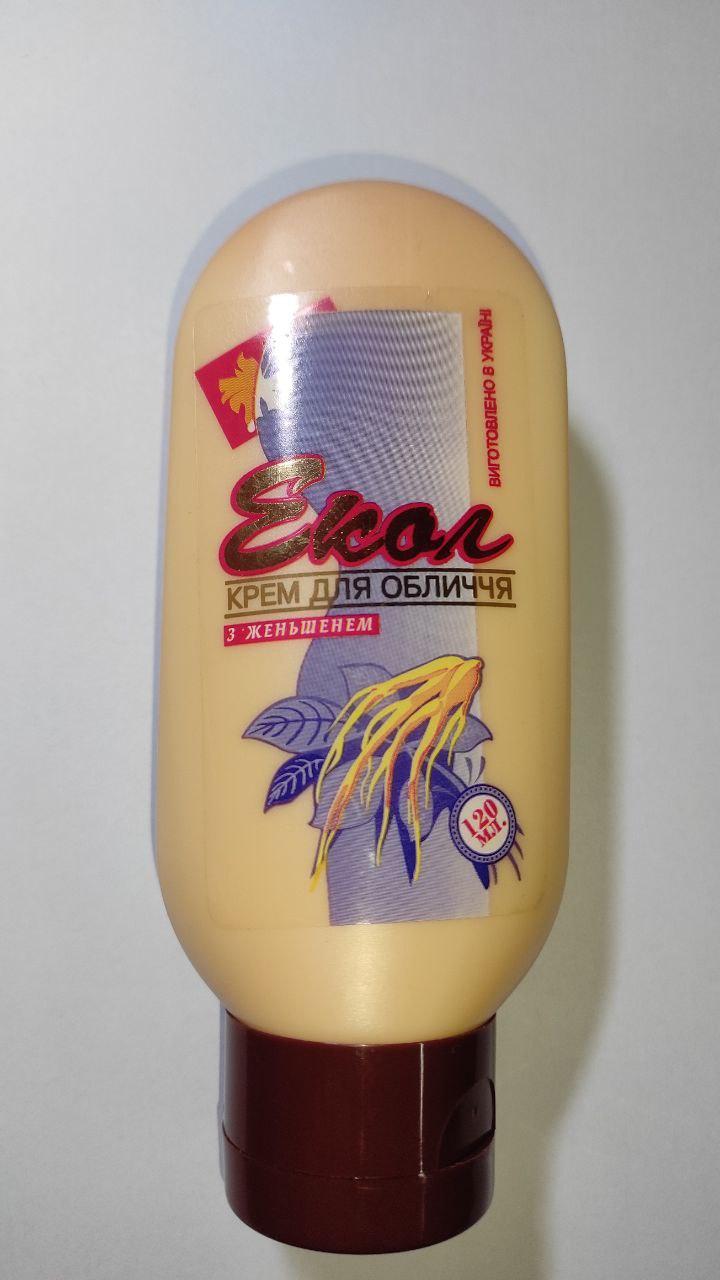 ВИГОТОВЛЕНО В УКРАЇНІ
Екол
КРЕМ ДЛЯ ОБЛИЧЧЯ
З ЖЕНЬШЕНЕМ
120
МЛ.